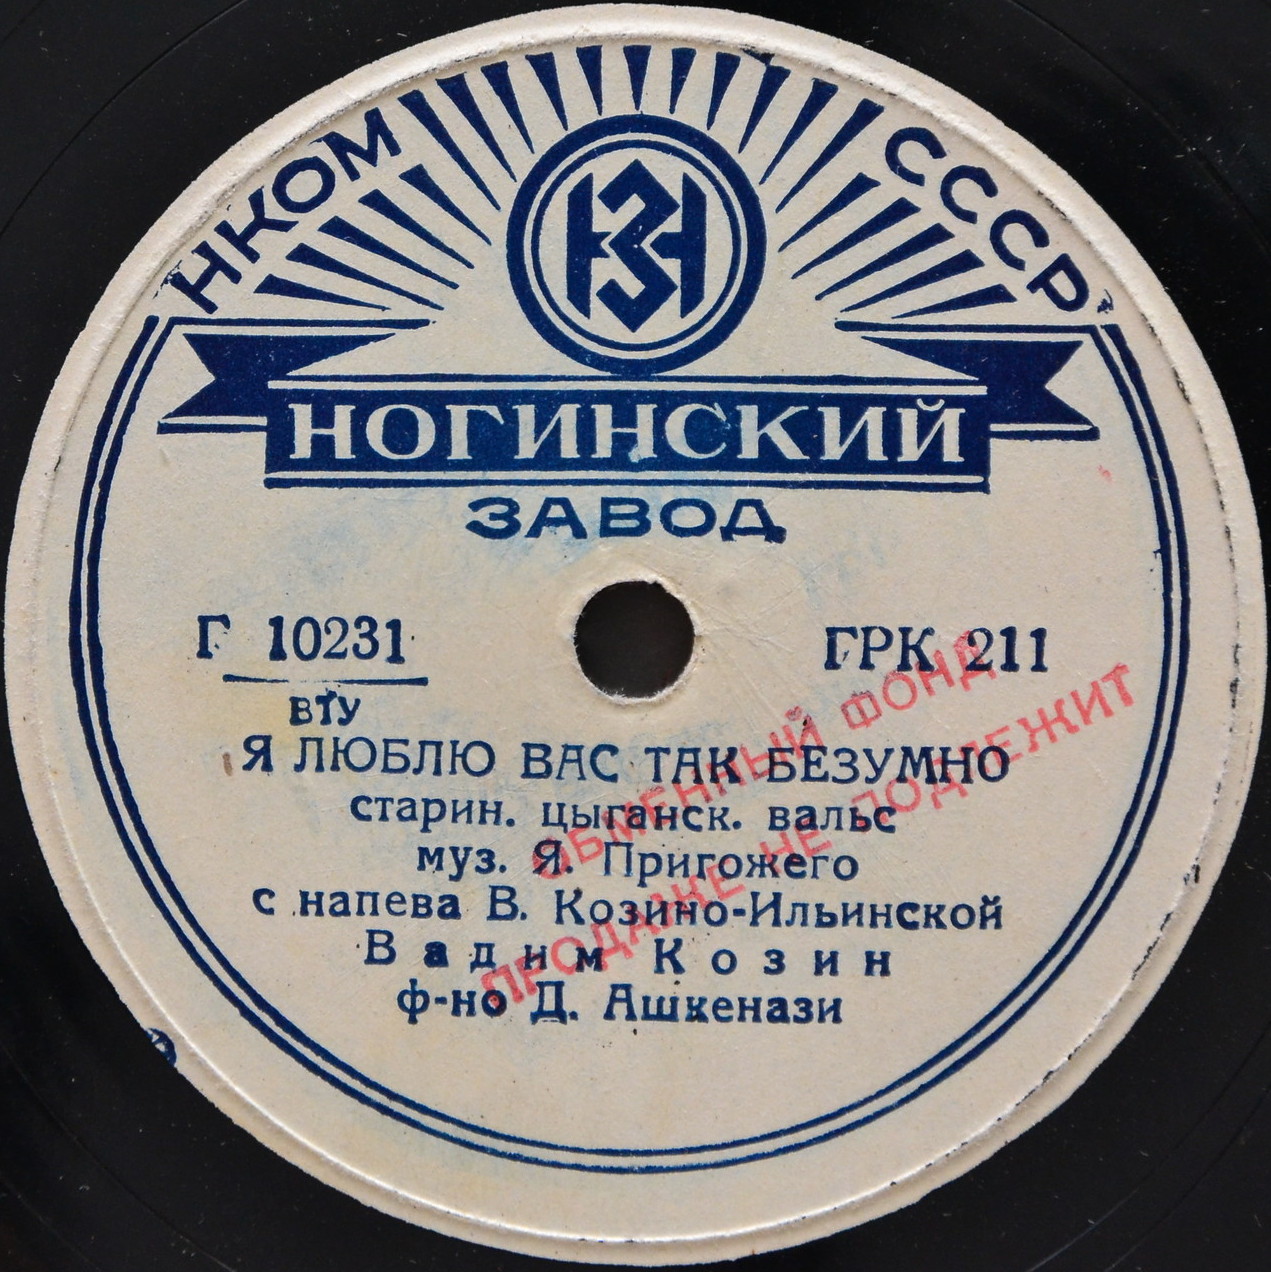 НКОМ СССР
НЗ
НОГИНСКИЙ
ЗАВОД
Г 10231 ГРК 211
ВТУ
Я ЛЮБЛЮ ВАС ТАК БЕЗУМНО
старин. цыганск. вальс
муз. Я. Пригожего
с напева В. Козино-Ильинской
Вадим Козин
ф-но Д. Ашкенази
ОБМЕННЫЙ ФОНД
ПРОДАЖЕ НЕ ПОДЛЕЖИТ